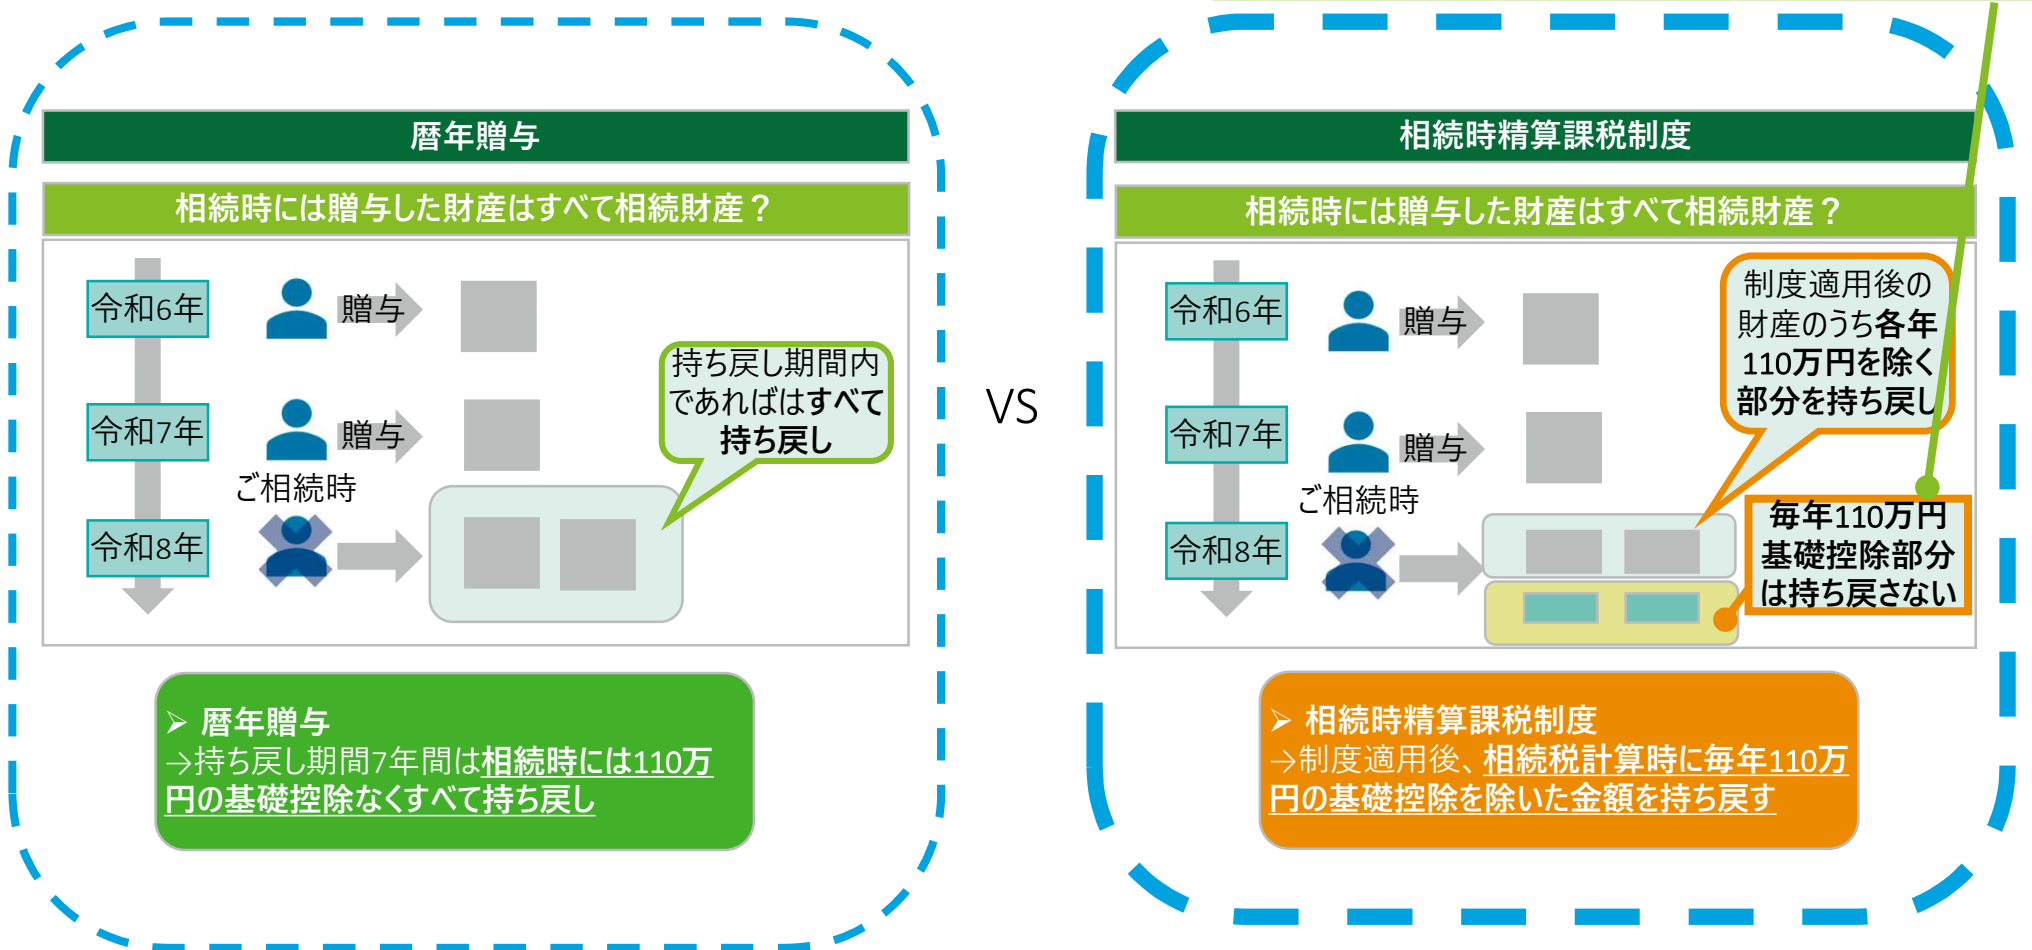 暦年贈与
相続時には贈与した財産はすべて相続財産？
令和6年
贈与
持ち戻し期間内
であればはすべて
持ち戻し
令和7年
贈与
ご相続時
令和8年
➢ 暦年贈与
→持ち戻し期間7年間は相続時には110万
円の基礎控除なくすべて持ち戻し
VS
相続時精算課税制度
相続時には贈与した財産はすべて相続財産？
令和6年
贈与
制度適用後の
財産のうち各年
110万円を除く
部分を持ち戻し
令和7年
贈与
ご相続時
令和8年
毎年110万円
基礎控除部分
は持ち戻さない
➢ 相続時精算課税制度
→制度適用後、相続税計算時に毎年110万
円の基礎控除を除いた金額を持ち戻す